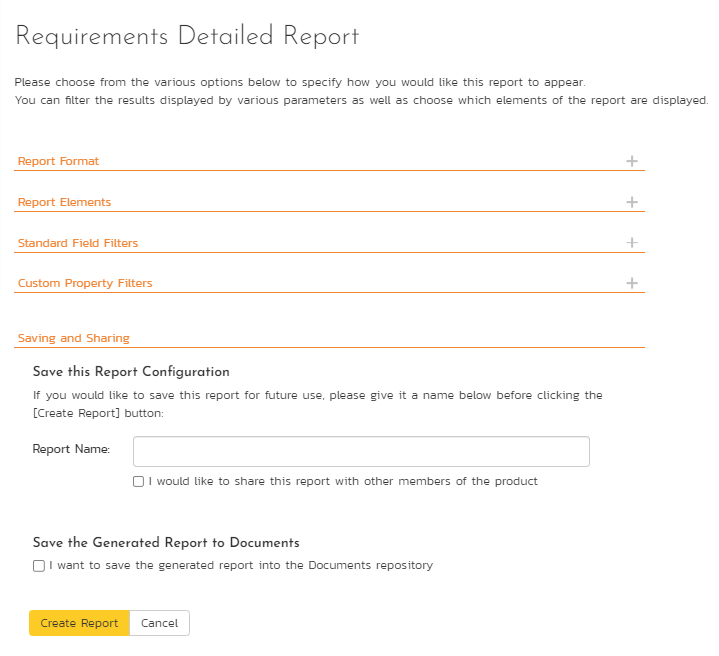 Requirements Detailed Report
Please choose from the various options below to specify how you would like this report to appear.
You can filter the results displayed by various parameters as well as choose which elements of the report are displayed.
Report Format
Report Elements
Standard Field Filters
Custom Property Filters
Saving and Sharing
Save this Report Configuration
If you would like to save this report for future use, please give it a name below before clicking the
[Create Report] button:
Report Name:
I would like to share this report with other members of the product
Save the Generated Report to Documents
I want to save the generated report into the Documents repository
Create Report Cancel